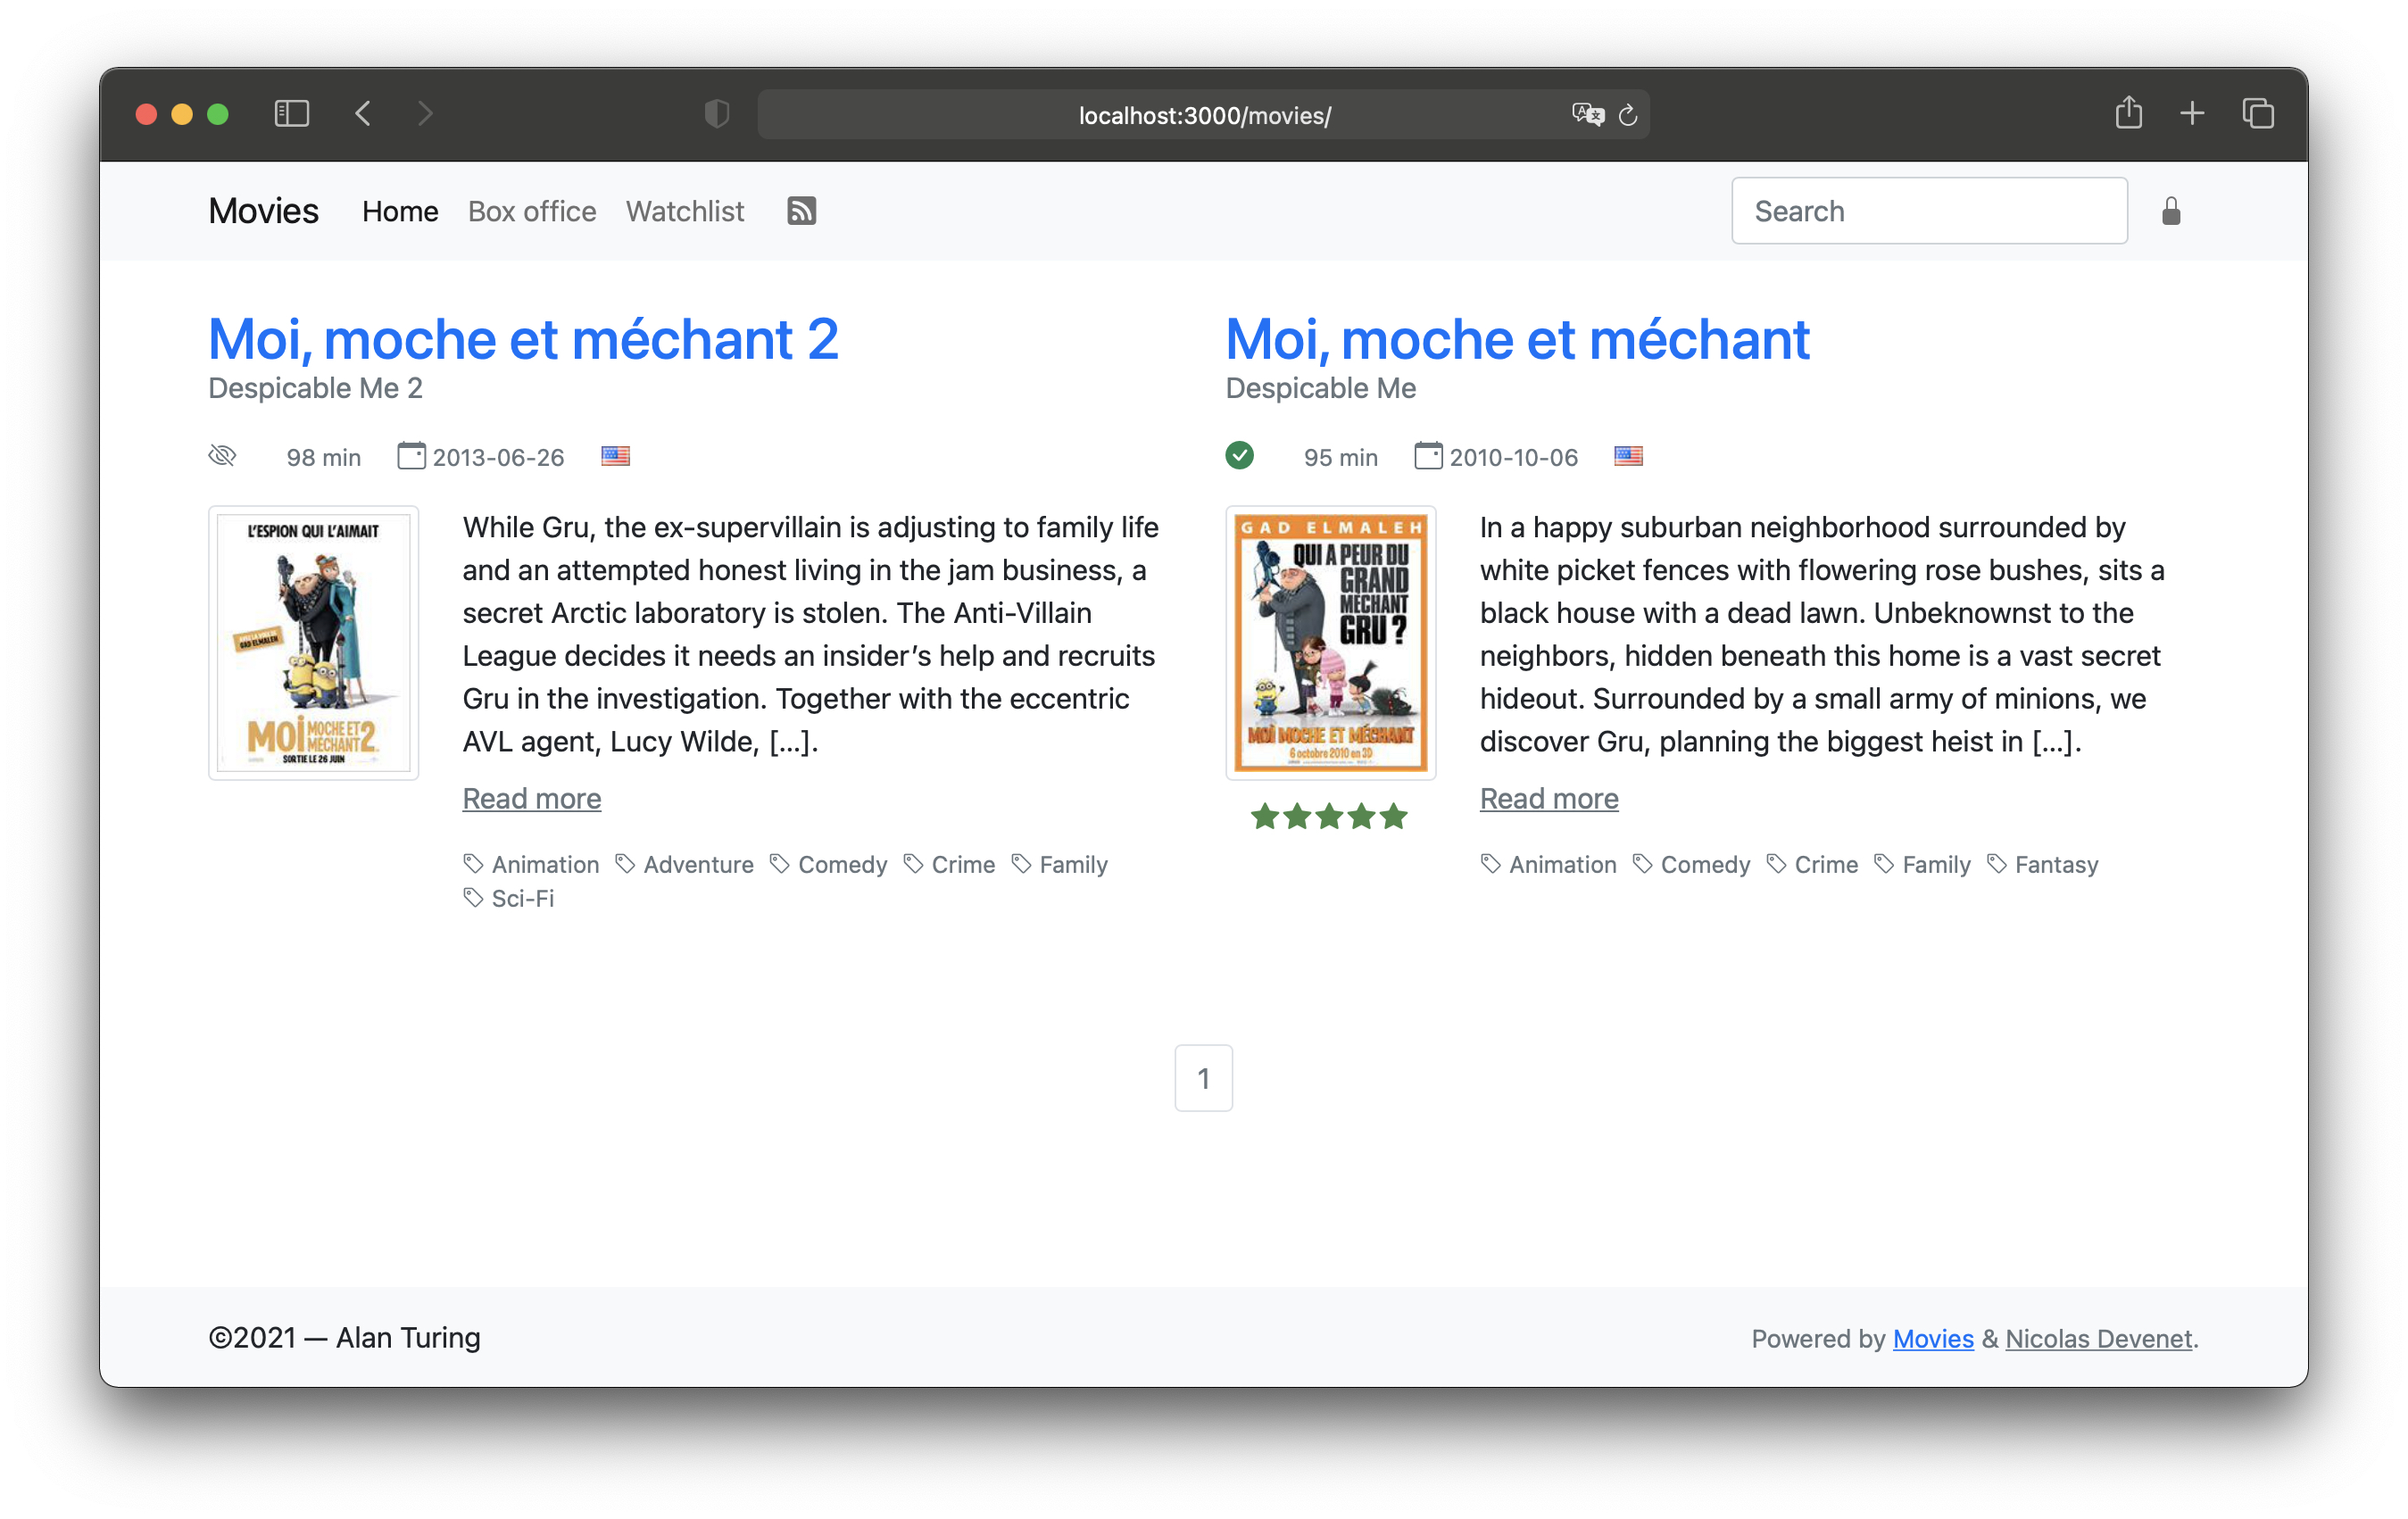 localhost:3000/movies/
Movies Home Box office Watchlist
Search
Moi, moche et méchant 2
Despicable Me 2
98 min 2013-06-26
L'ESPION QUI L'AIMAIT
GAD ELMALEH
MOI MOCHE ET MÉCHANT 2
SORTIE LE 26 JUIN
While Gru, the ex-supervillain is adjusting to family life
and an attempted honest living in the jam business, a
secret Arctic laboratory is stolen. The Anti-Villain
League decides it needs an insider’s help and recruits
Gru in the investigation. Together with the eccentric
AVL agent, Lucy Wilde, [...].
Read more
Animation Adventure Comedy Crime Family
Sci-Fi
Moi, moche et méchant
Despicable Me
95 min 2010-10-06
GAD ELMALEH
QUI A PEUR DU
GRAND
MÉCHANT
GRU ?
MOI MOCHE ET MÉCHANT
6 octobre 2010 en 3D
In a happy suburban neighborhood surrounded by
white picket fences with flowering rose bushes, sits a
black house with a dead lawn. Unbeknownst to the
neighbors, hidden beneath this home is a vast secret
hideout. Surrounded by a small army of minions, we
discover Gru, planning the biggest heist in [...].
Read more
Animation Comedy Crime Family Fantasy
1
©2021 — Alan Turing
Powered by Movies & Nicolas Devenet.